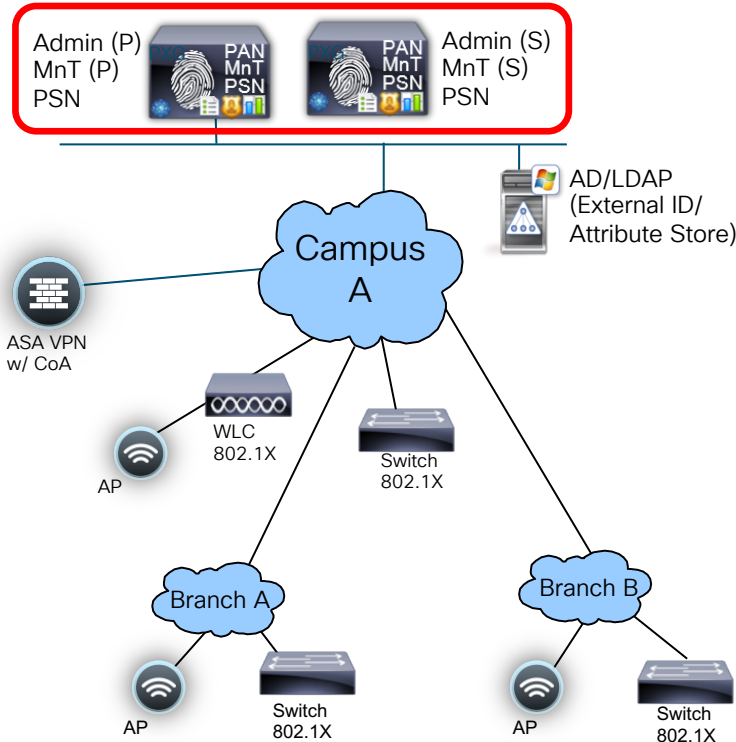 Admin (P)
MnT (P)
PSN
PXG
PAN
MnT
PSN
PAN
MnT
PSN
Admin (S)
MnT (S)
PSN
AD/LDAP
(External ID/
Attribute Store)
Campus
A
ASA VPN
w/ CoA
WLC
802.1X
AP
Switch
802.1X
Branch A
Branch B
AP
Switch
802.1X
AP
Switch
802.1X